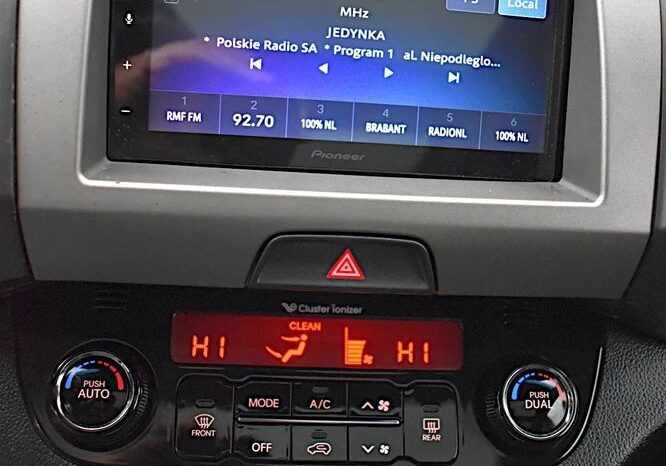 Local
MHz
JEDYNKA
* Polskie Radio SA * Program 1 al. Niepodleglo...
+
1 2 3 4 5 6
RMF FM 92.70 100% NL BRABANT RADIONL 100% NL
-
Pioneer
Cluster ionizer
CLEAN
HI HI
PUSH AUTO
PUSH DUAL
MODE A/C
FRONT
REAR
OFF